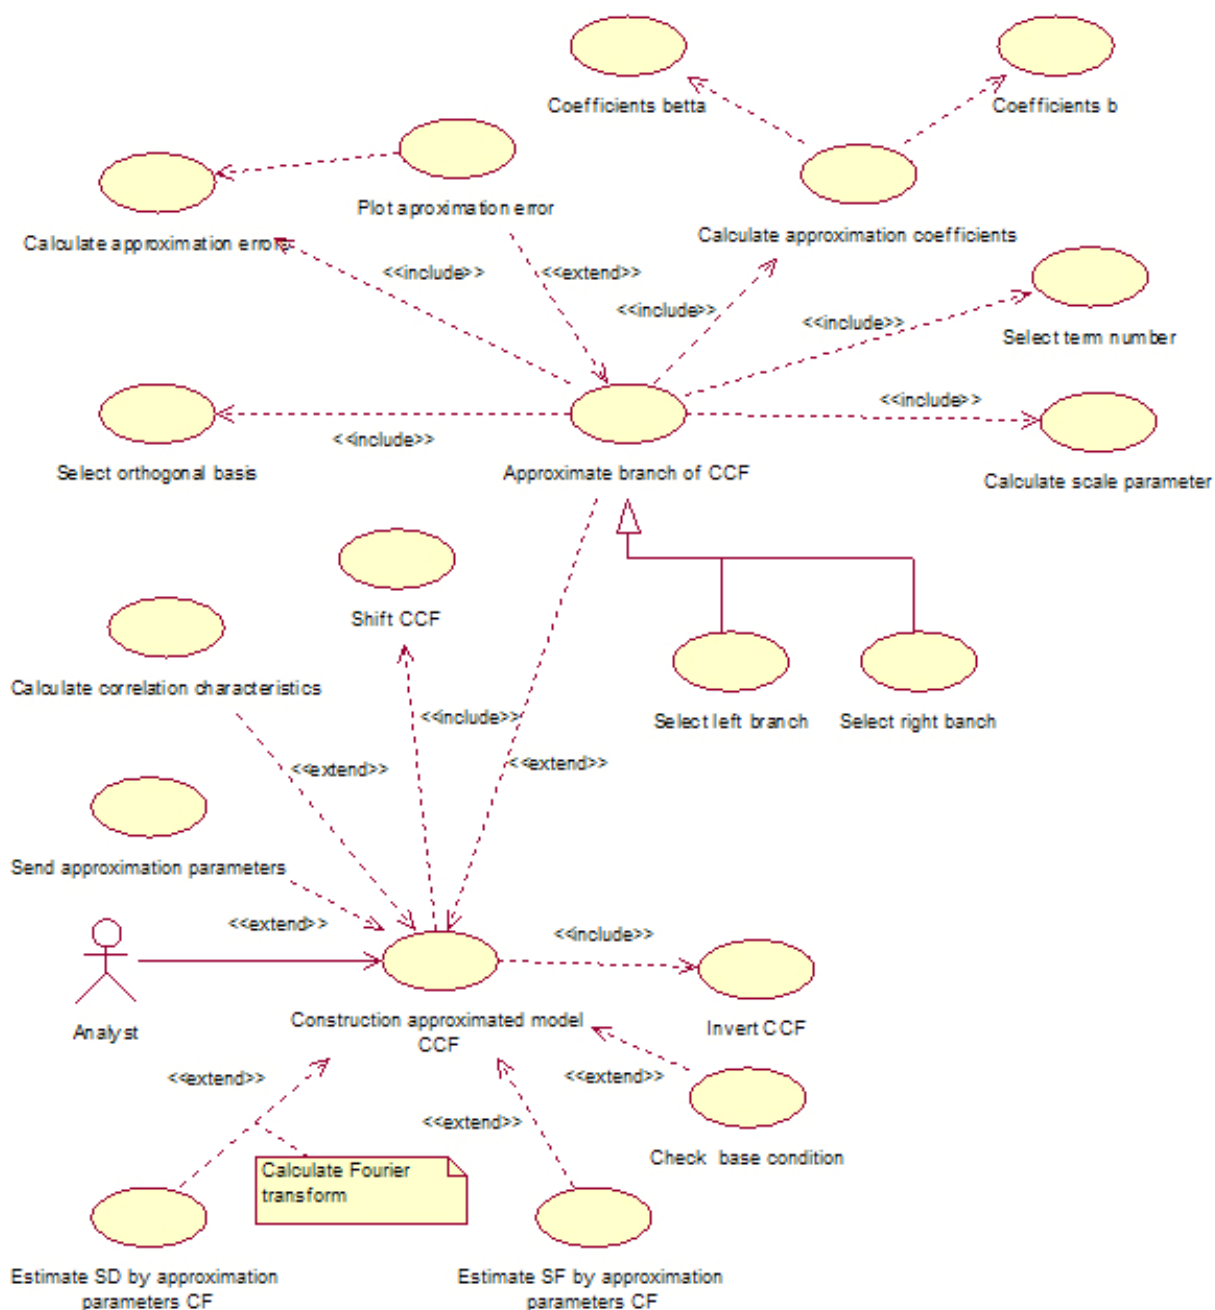 Coefficients betta
Coefficients b
Plot aproximation error
Calculate approximation errors
Calculate approximation coefficients
<<include>>
<<extend>>
<<include>>
<<include>>
Select term number
<<include>>
<<include>>
Select orthogonal basis
Approximate branch of CCF
Calculate scale parameter
Shift CCF
Calculate correlation characteristics
<<include>>
Select left branch
Select right banch
<<extend>>
<<extend>>
Send approximation parameters
<<extend>>
<<include>>
Analyst
Construction approximated model
CCF
Invert CCF
<<extend>>
<<extend>>
<<extend>>
Check base condition
Calculate Fourier
transform
Estimate SD by approximation
parameters CF
Estimate SF by approximation
parameters CF